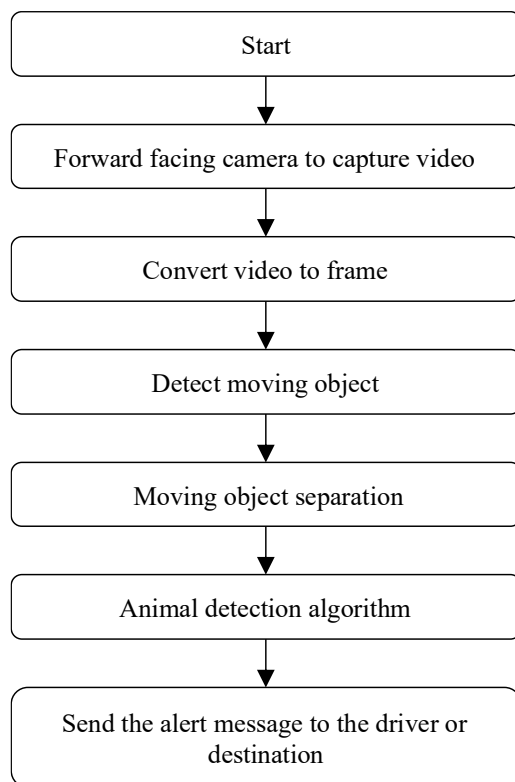 Start
Forward facing camera to capture video
Convert video to frame
Detect moving object
Moving object separation
Animal detection algorithm
Send the alert message to the driver or
destination